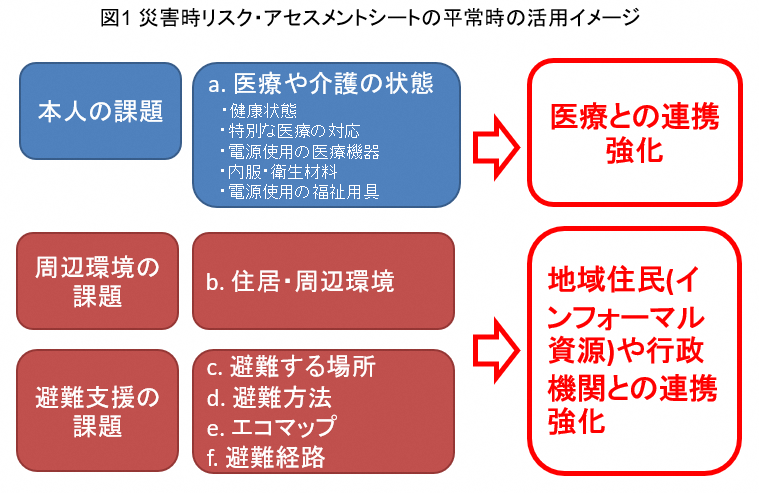 図1 災害時リスク・アセスメントシートの平常時の活用イメージ
本人の課題
a. 医療や介護の状態
・健康状態
・特別な医療の対応
・電源使用の医療機器
・内服・衛生材料
・電源使用の福祉用具
医療との連携
強化
周辺環境の
課題
b. 住居・周辺環境
避難支援の
課題
c. 避難する場所
d. 避難方法
e. エコマップ
f. 避難経路
地域住民(イ
ンフォーマル
資源)や行政
機関との連携
強化